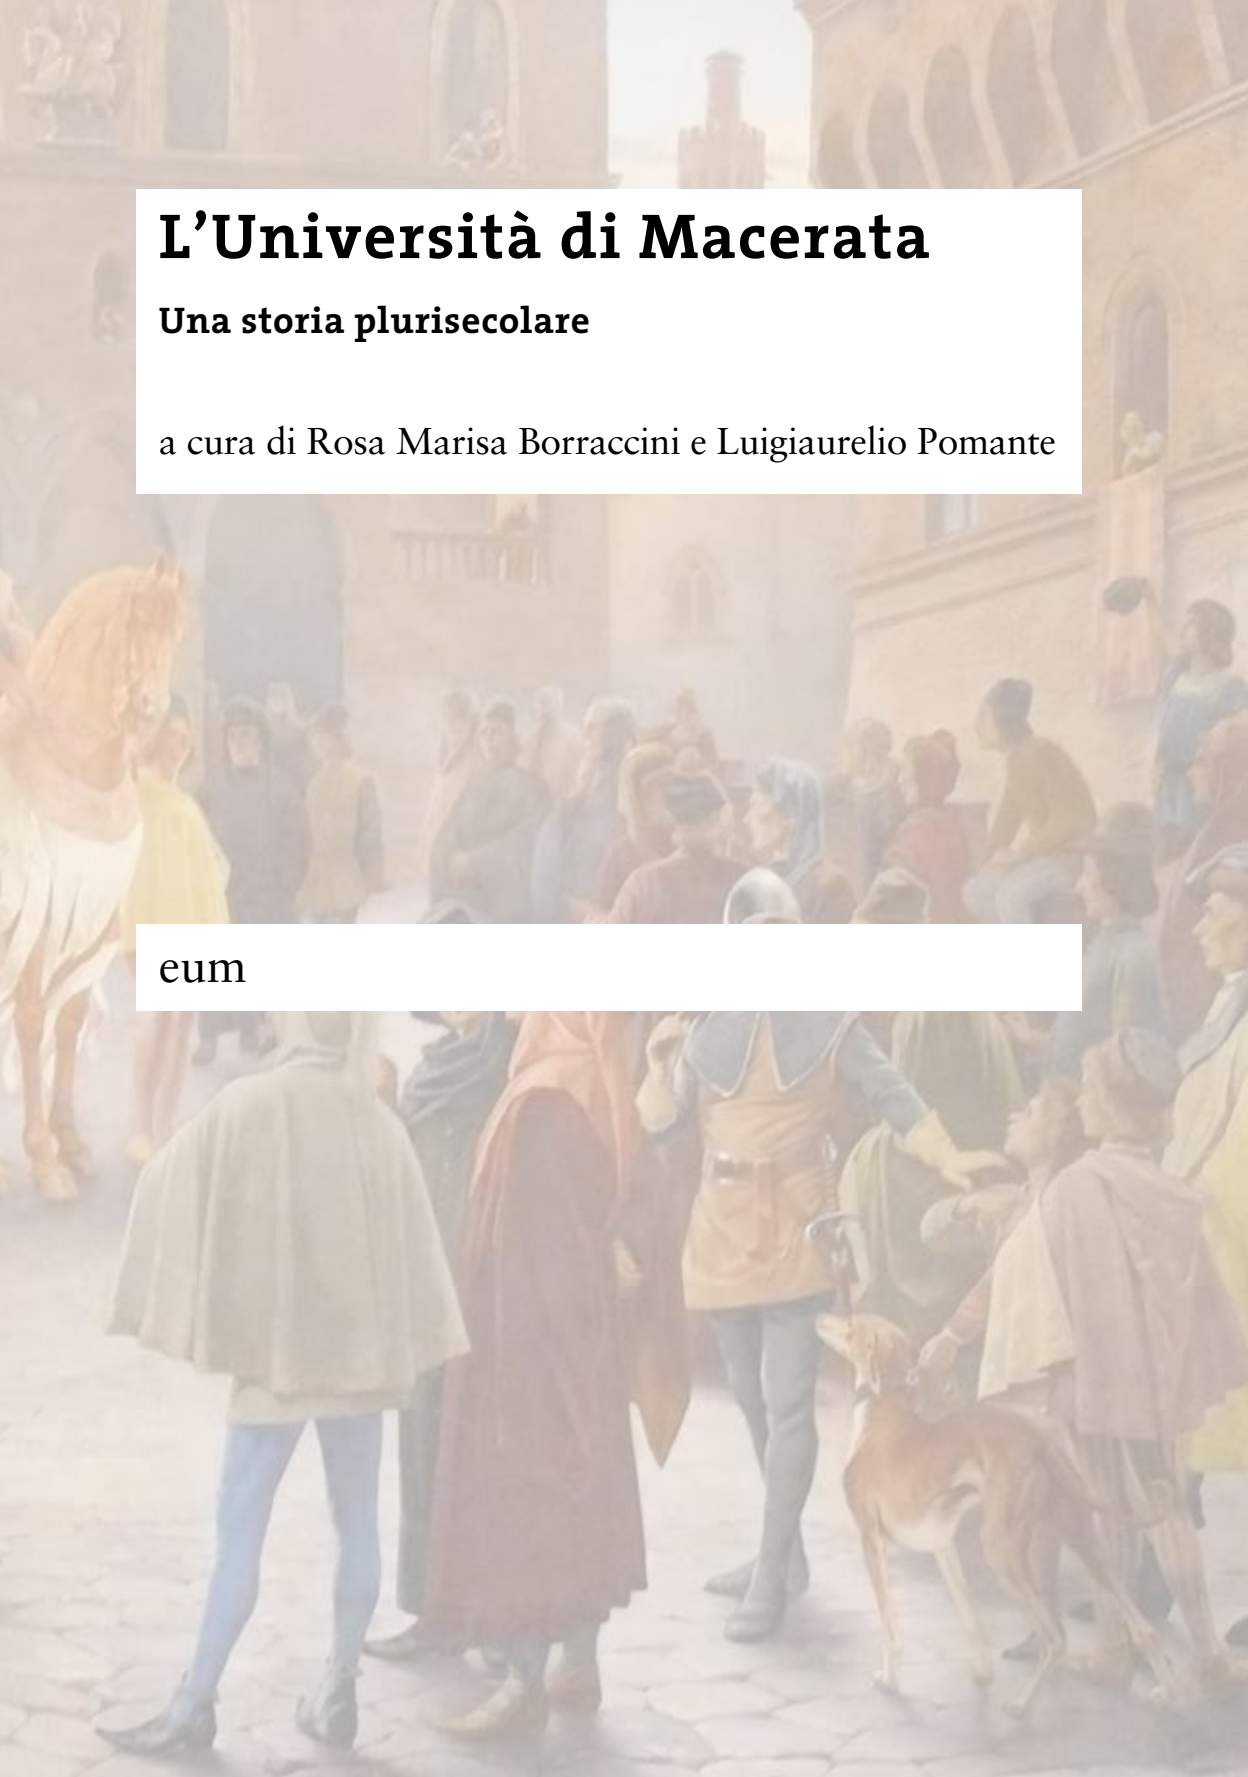 L’Università di Macerata
Una storia plurisecolare
a cura di Rosa Marisa Borraccini e Luigiaurelio Pomante
eum